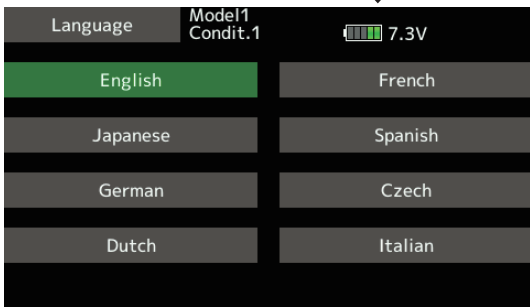 Language
Model1
Condit.1
7.3V
English
French
Japanese
Spanish
German
Czech
Dutch
Italian